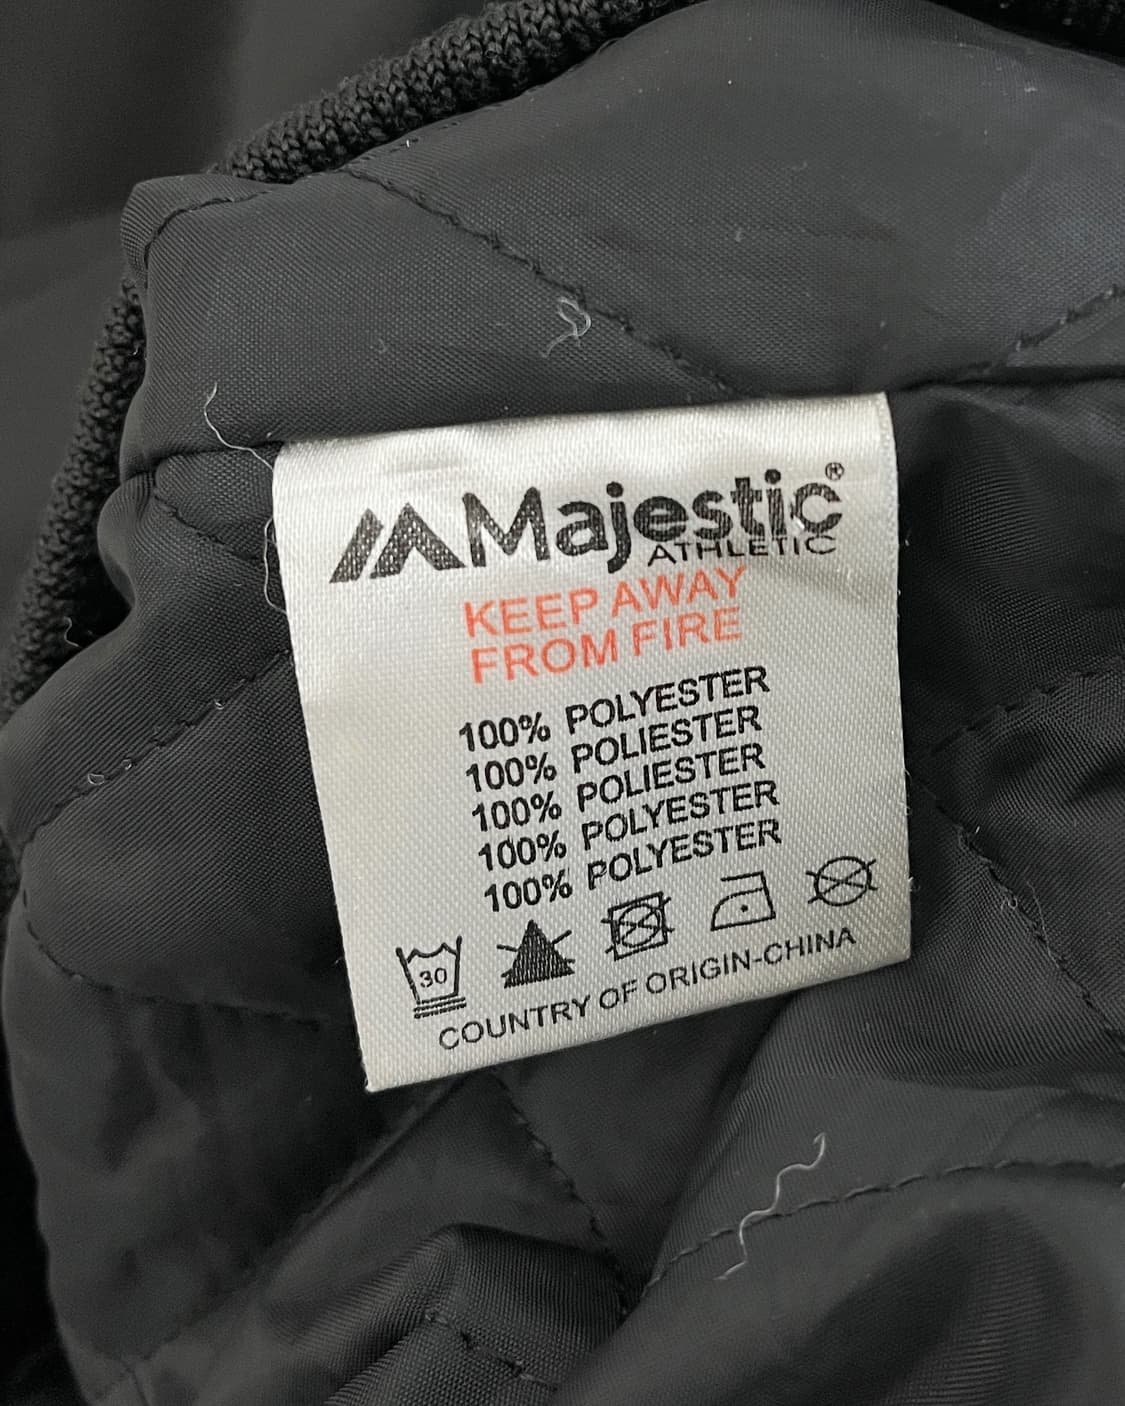 Majestic®
ATHLETIC
KEEP AWAY
FROM FIRE
100% POLYESTER
100% POLIESTER
100% POLIESTER
100% POLYESTER
100% POLYESTER
30
COUNTRY OF ORIGIN-CHINA